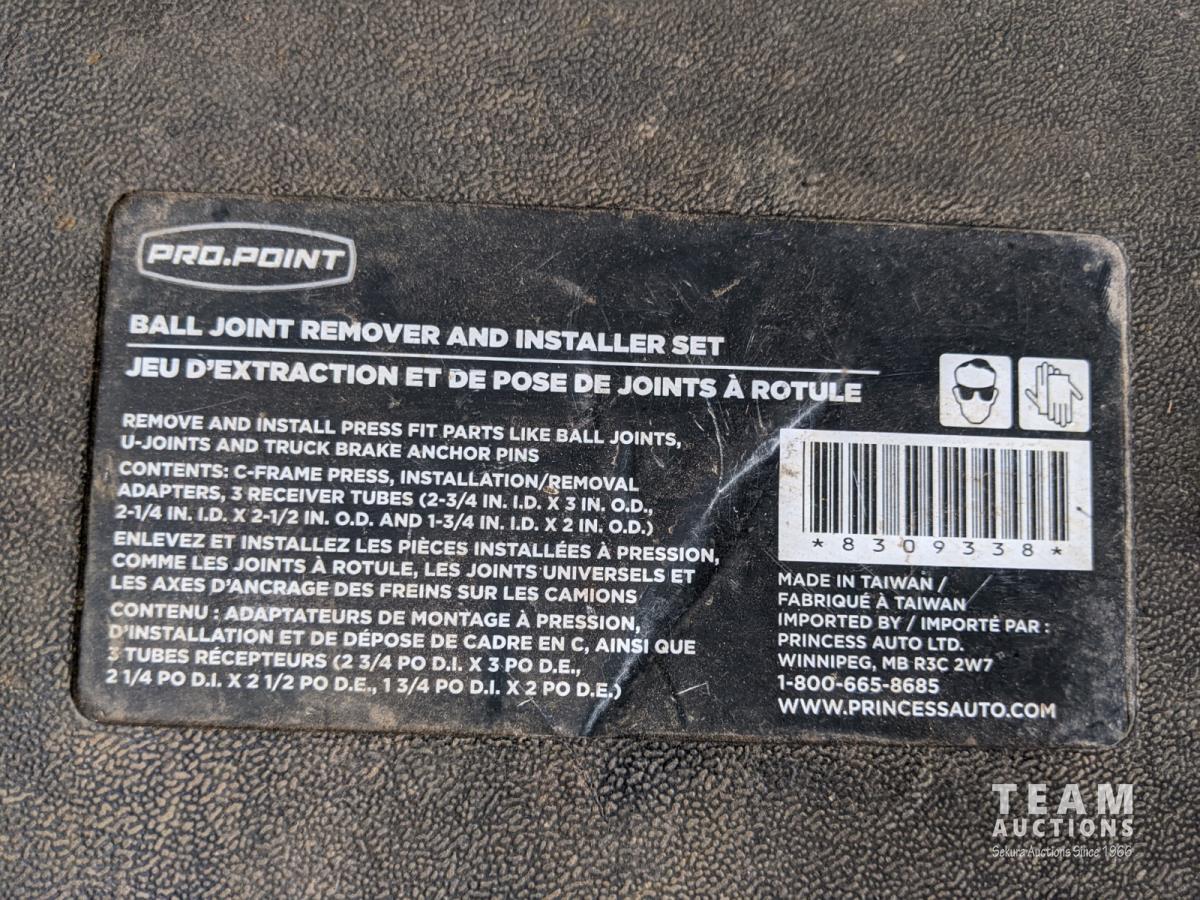 PRO.POINT
BALL JOINT REMOVER AND INSTALLER SET
JEU D'EXTRACTION ET DE POSE DE JOINTS À ROTULE
REMOVE AND INSTALL PRESS FIT PARTS LIKE BALL JOINTS,
U-JOINTS AND TRUCK BRAKE ANCHOR PINS
CONTENTS: C-FRAME PRESS, INSTALLATION/REMOVAL
ADAPTERS, 3 RECEIVER TUBES (2-3/4 IN. I.D. X 3 IN. O.D.,
2-1/4 IN. I.D. X 2-1/2 IN. O.D. AND 1-3/4 IN. I.D. X 2 IN. O.D.)
ENLEVEZ ET INSTALLEZ LES PIÈCES INSTALLÉES À PRESSION,
COMME LES JOINTS À ROTULE, LES JOINTS UNIVERSELS ET
LES AXES D'ANCRAGE DES FREINS SUR LES CAMIONS
CONTENU : ADAPTATEURS DE MONTAGE À PRESSION,
D'INSTALLATION ET DE DÉPOSE DE CADRE EN C, AINSI QUE
3 TUBES RÉCEPTEURS (2 3/4 PO D.I. X 3 PO D.E.,
2 1/4 PO D.I. X 2 1/2 PO D.E., 1 3/4 PO D.I. X 2 PO D.E.)
*8309338*
MADE IN TAIWAN /
FABRIQUÉ À TAIWAN
IMPORTED BY / IMPORTÉ PAR :
PRINCESS AUTO LTD.
WINNIPEG, MB R3C 2W7
1-800-665-8685
WWW.PRINCESSAUTO.COM
TEAM
AUCTIONS
Sekura Auctions Since 1966